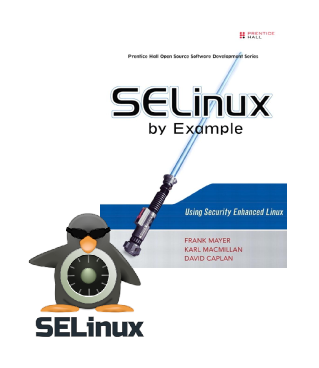 PRENTICE
HALL
Prentice Hall Open Source Software Development Series
SELinux
by Example
Using Security Enhanced Linux
FRANK MAYER
KARL MACMILLAN
DAVID CAPLAN
SELinux